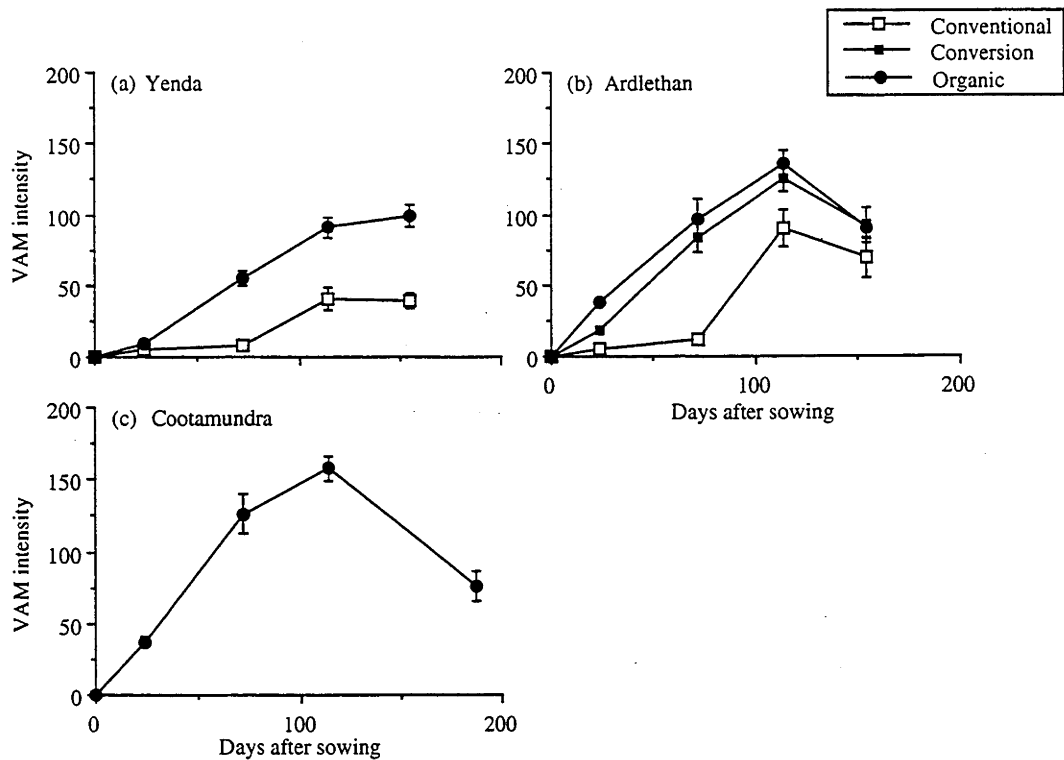 Conventional
Conversion
Organic
(a) Yenda
(b) Ardlethan
200
150
100
50
0
VAM intensity
200
150
100
50
0
0
100
200
Days after sowing
(c) Cootamundra
200
150
100
50
0
VAM intensity
0
100
200
Days after sowing